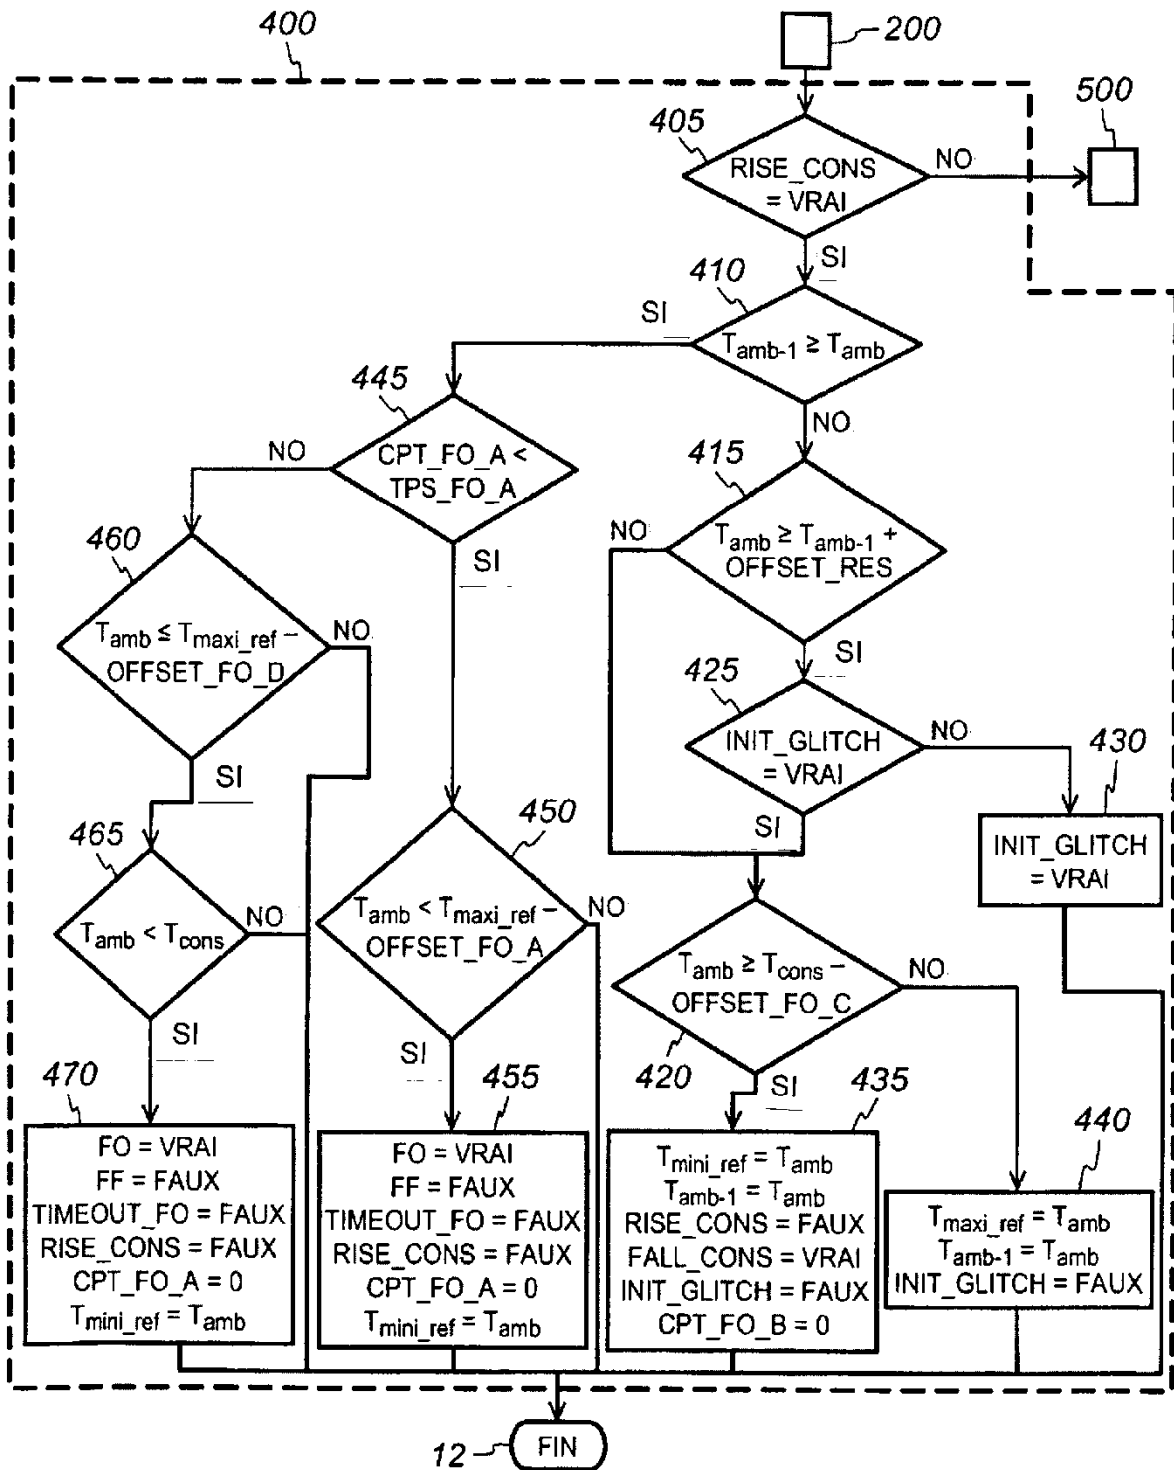 400
200
500
405
RISE_CONS
= VRAI
NO
SI
410
SI
Tamb-1 ≥ Tamb
NO
445
CPT_FO_A <
TPS_FO_A
NO
SI
415
NO
Tamb ≥ Tamb-1 +
OFFSET_RES
SI
460
Tamb ≤ Tmaxi_ref –
OFFSET_FO_D
NO
SI
425
INIT_GLITCH
= VRAI
NO
SI
430
INIT_GLITCH
= VRAI
465
Tamb < Tcons
NO
SI
450
Tamb < Tmaxi_ref –
OFFSET_FO_A
NO
SI
Tamb ≥ Tcons –
OFFSET_FO_C
NO
420
SI
470
FO = VRAI
FF = FAUX
TIMEOUT_FO = FAUX
RISE_CONS = FAUX
CPT_FO_A = 0
Tmini_ref = Tamb
455
FO = VRAI
FF = FAUX
TIMEOUT_FO = FAUX
RISE_CONS = FAUX
CPT_FO_A = 0
Tmini_ref = Tamb
435
Tmini_ref = Tamb
Tamb-1 = Tamb
RISE_CONS = FAUX
FALL_CONS = VRAI
INIT_GLITCH = FAUX
CPT_FO_B = 0
440
Tmaxi_ref = Tamb
Tamb-1 = Tamb
INIT_GLITCH = FAUX
12
FIN